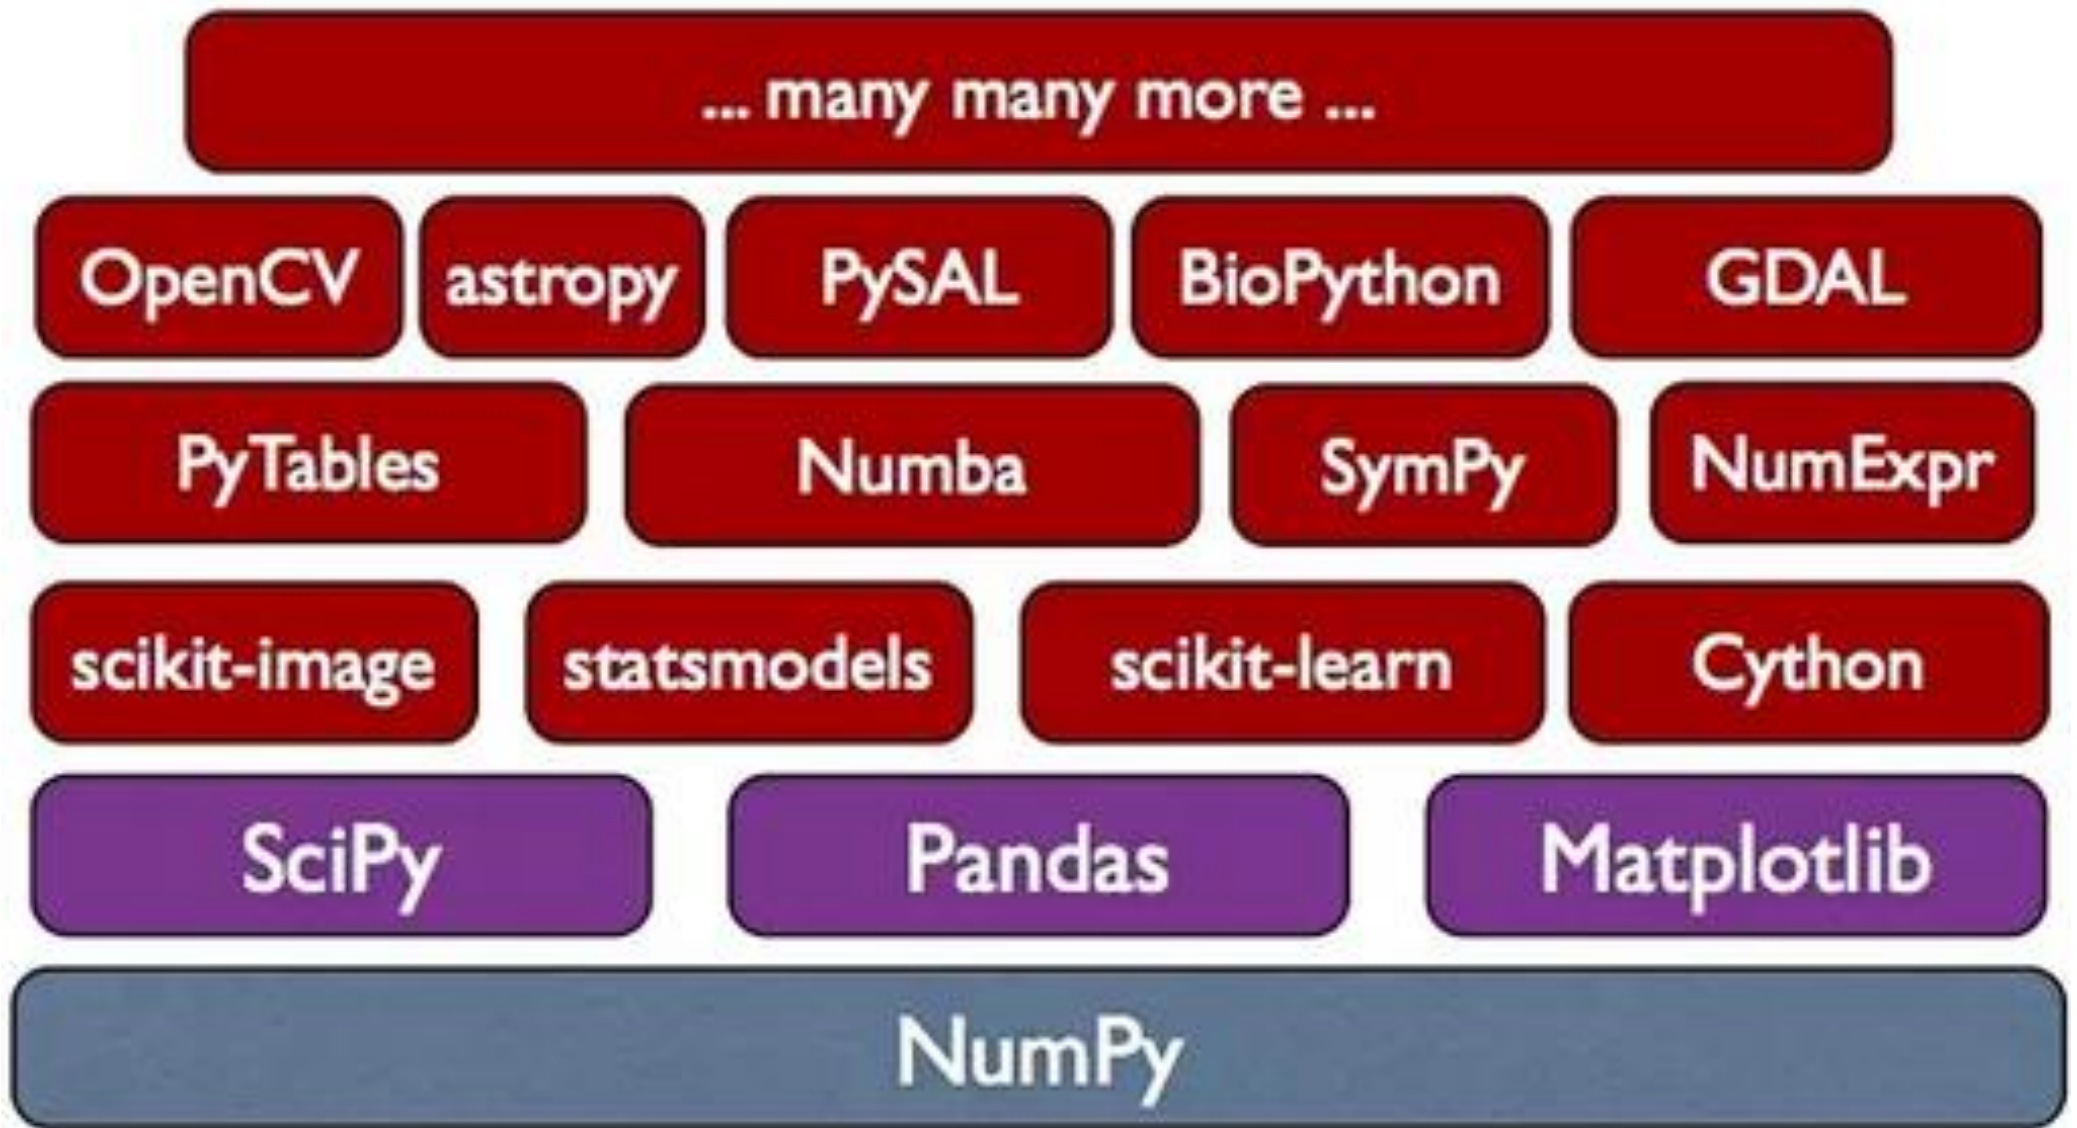 ... many many more ...
OpenCV astropy PySAL BioPython GDAL
PyTables Numba SymPy NumExpr
scikit-image statsmodels scikit-learn Cython
SciPy Pandas Matplotlib
NumPy